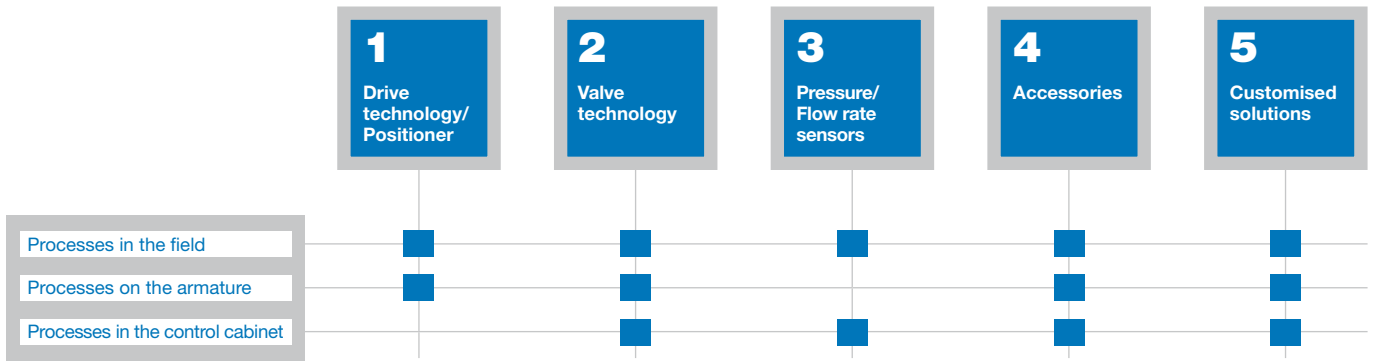 1
Drive
technology/
Positioner
2
Valve
technology
3
Pressure/
Flow rate
sensors
4
Accessories
5
Customised
solutions
Processes in the field
Processes on the armature
Processes in the control cabinet